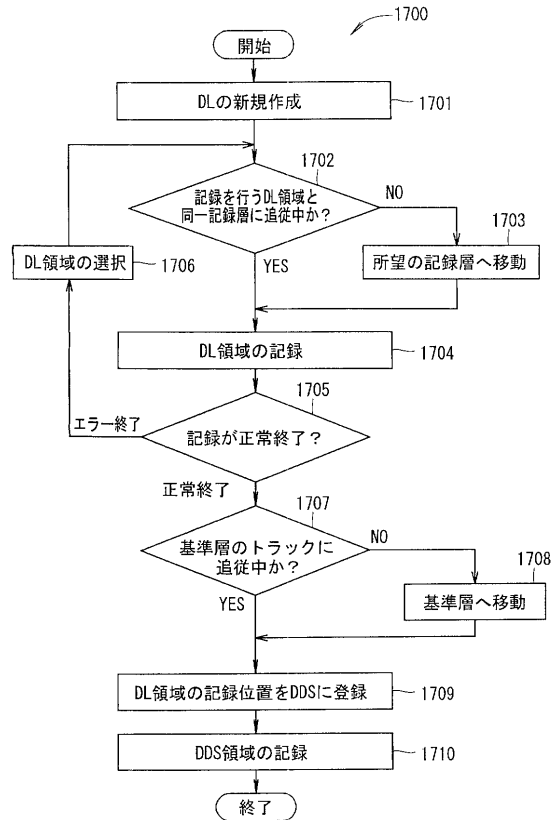 1700
開始
DLの新規作成
1701
1702
記録を行うDL領域と
同一記録層に追従中か?
NO
1703
所望の記録層へ移動
YES
DL領域の選択
1706
DL領域の記録
1704
1705
記録が正常終了?
エラー終了
正常終了
1707
基準層のトラックに
追従中か?
NO
1708
基準層へ移動
YES
DL領域の記録位置をDDSに登録
1709
DDS領域の記録
1710
終了